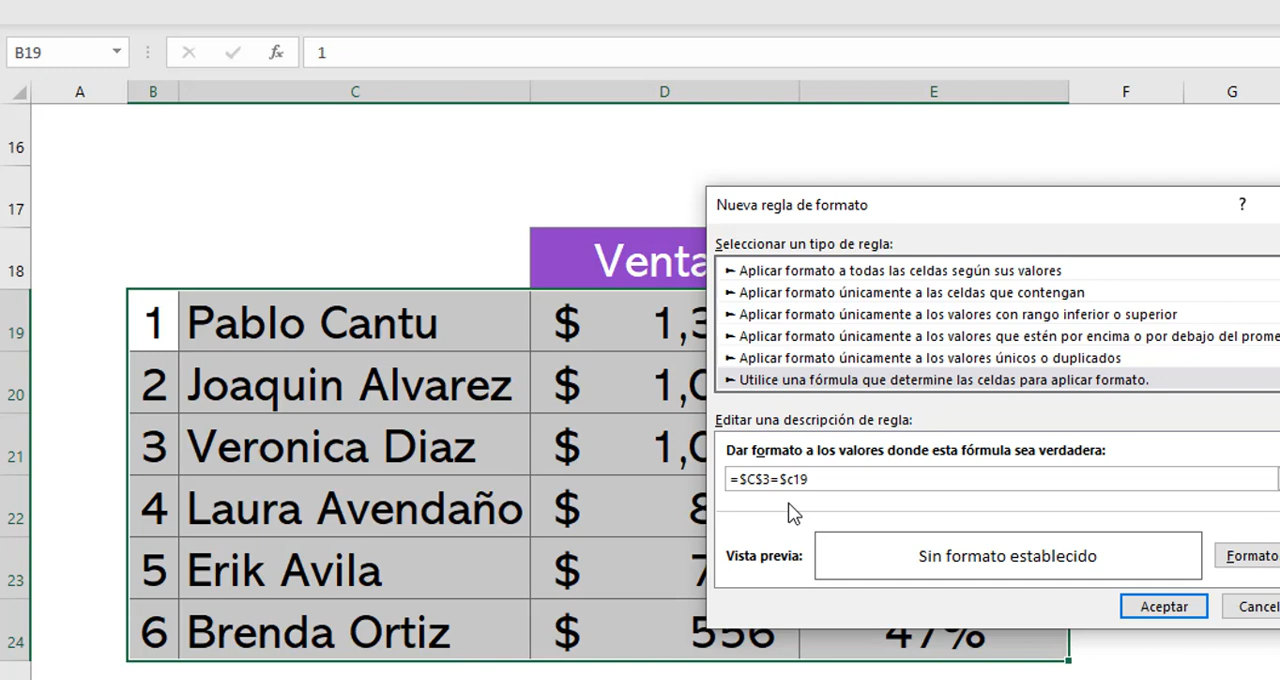 B19 fx 1
A B C D E F G
16
17
18
19
20
21
22
23
24
1 Pablo Cantu $ 1,3
2 Joaquin Alvarez $ 1,0
3 Veronica Diaz $ 1,0
4 Laura Avendaño $ 8
5 Erik Avila $ 7
6 Brenda Ortiz $ 556 47%
Venta
Nueva regla de formato ?
Seleccionar un tipo de regla:
► Aplicar formato a todas las celdas según sus valores
► Aplicar formato únicamente a las celdas que contengan
► Aplicar formato únicamente a los valores con rango inferior o superior
► Aplicar formato únicamente a los valores que estén por encima o por debajo del prome
► Aplicar formato únicamente a los valores únicos o duplicados
► Utilice una fórmula que determine las celdas para aplicar formato.
Editar una descripción de regla:
Dar formato a los valores donde esta fórmula sea verdadera:
=$C$3=$c19
Vista previa: Sin formato establecido Formato
Aceptar Cancel